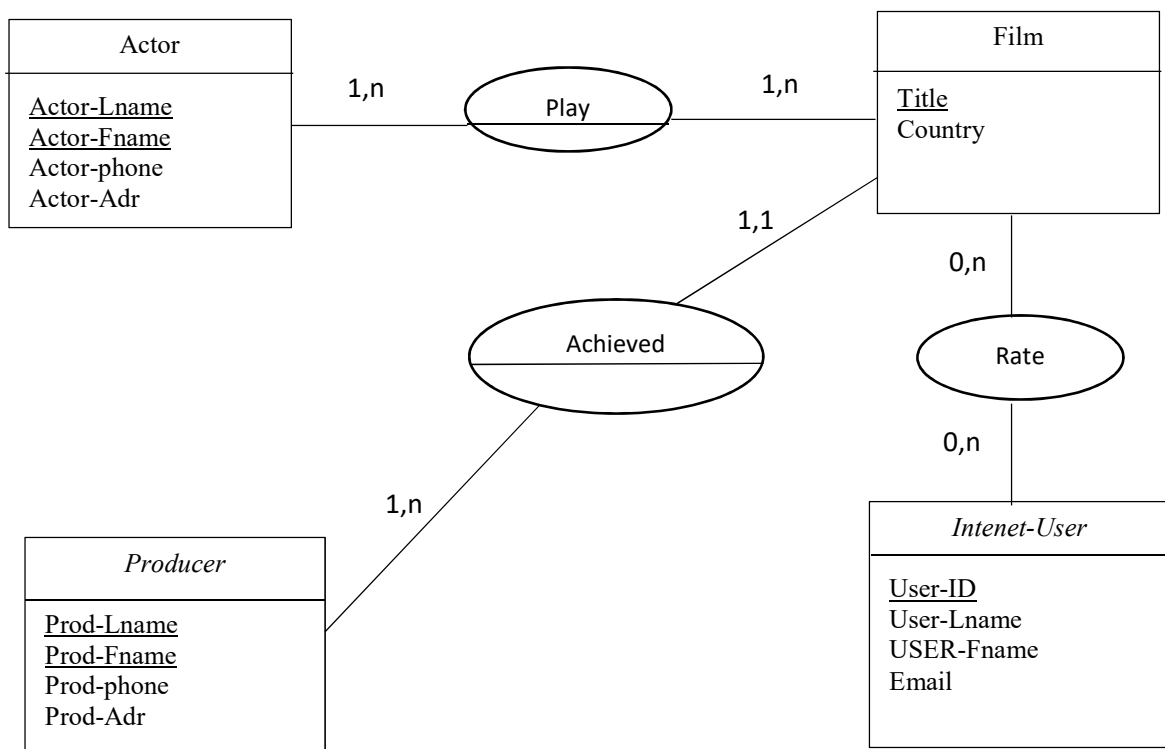 Actor
Actor-Lname
Actor-Fname
Actor-phone
Actor-Adr
1,n
Play
1,n
Film
Title
Country
1,1
Achieved
1,n
0,n
Rate
0,n
Producer
Prod-Lname
Prod-Fname
Prod-phone
Prod-Adr
Intenet-User
User-ID
User-Lname
USER-Fname
Email